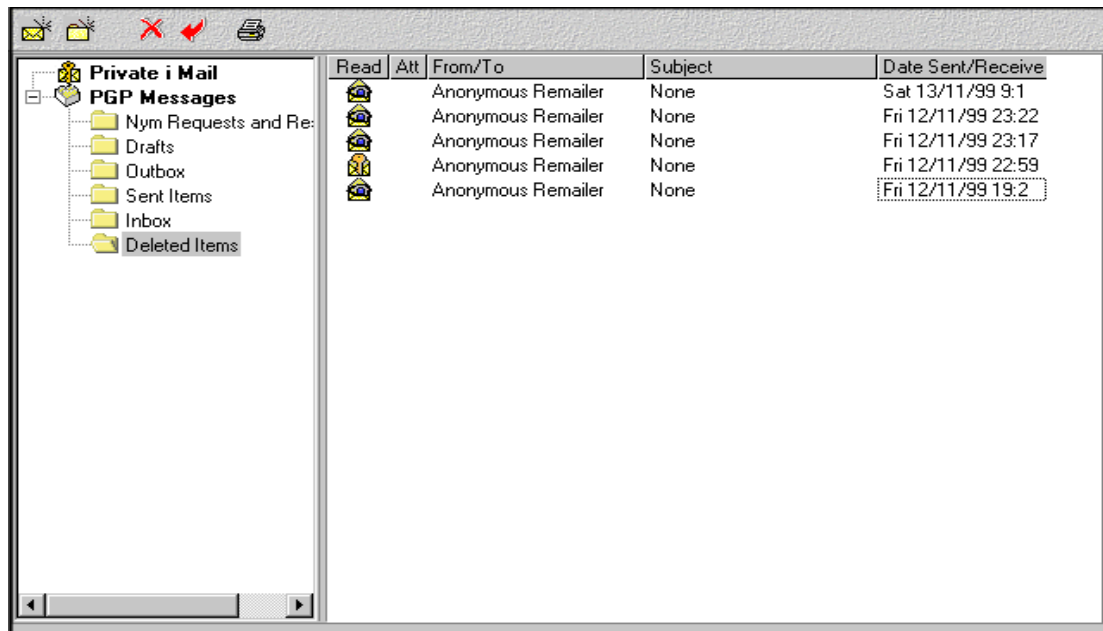 Private i Mail
PGP Messages
Nym Requests and Re
Drafts
Outbox
Sent Items
Inbox
Deleted Items
Read Att From/To Subject Date Sent/Receive
Anonymous Remailer None Sat 13/11/99 9:1
Anonymous Remailer None Fri 12/11/99 23:22
Anonymous Remailer None Fri 12/11/99 23:17
Anonymous Remailer None Fri 12/11/99 22:59
Anonymous Remailer None Fri 12/11/99 19:2